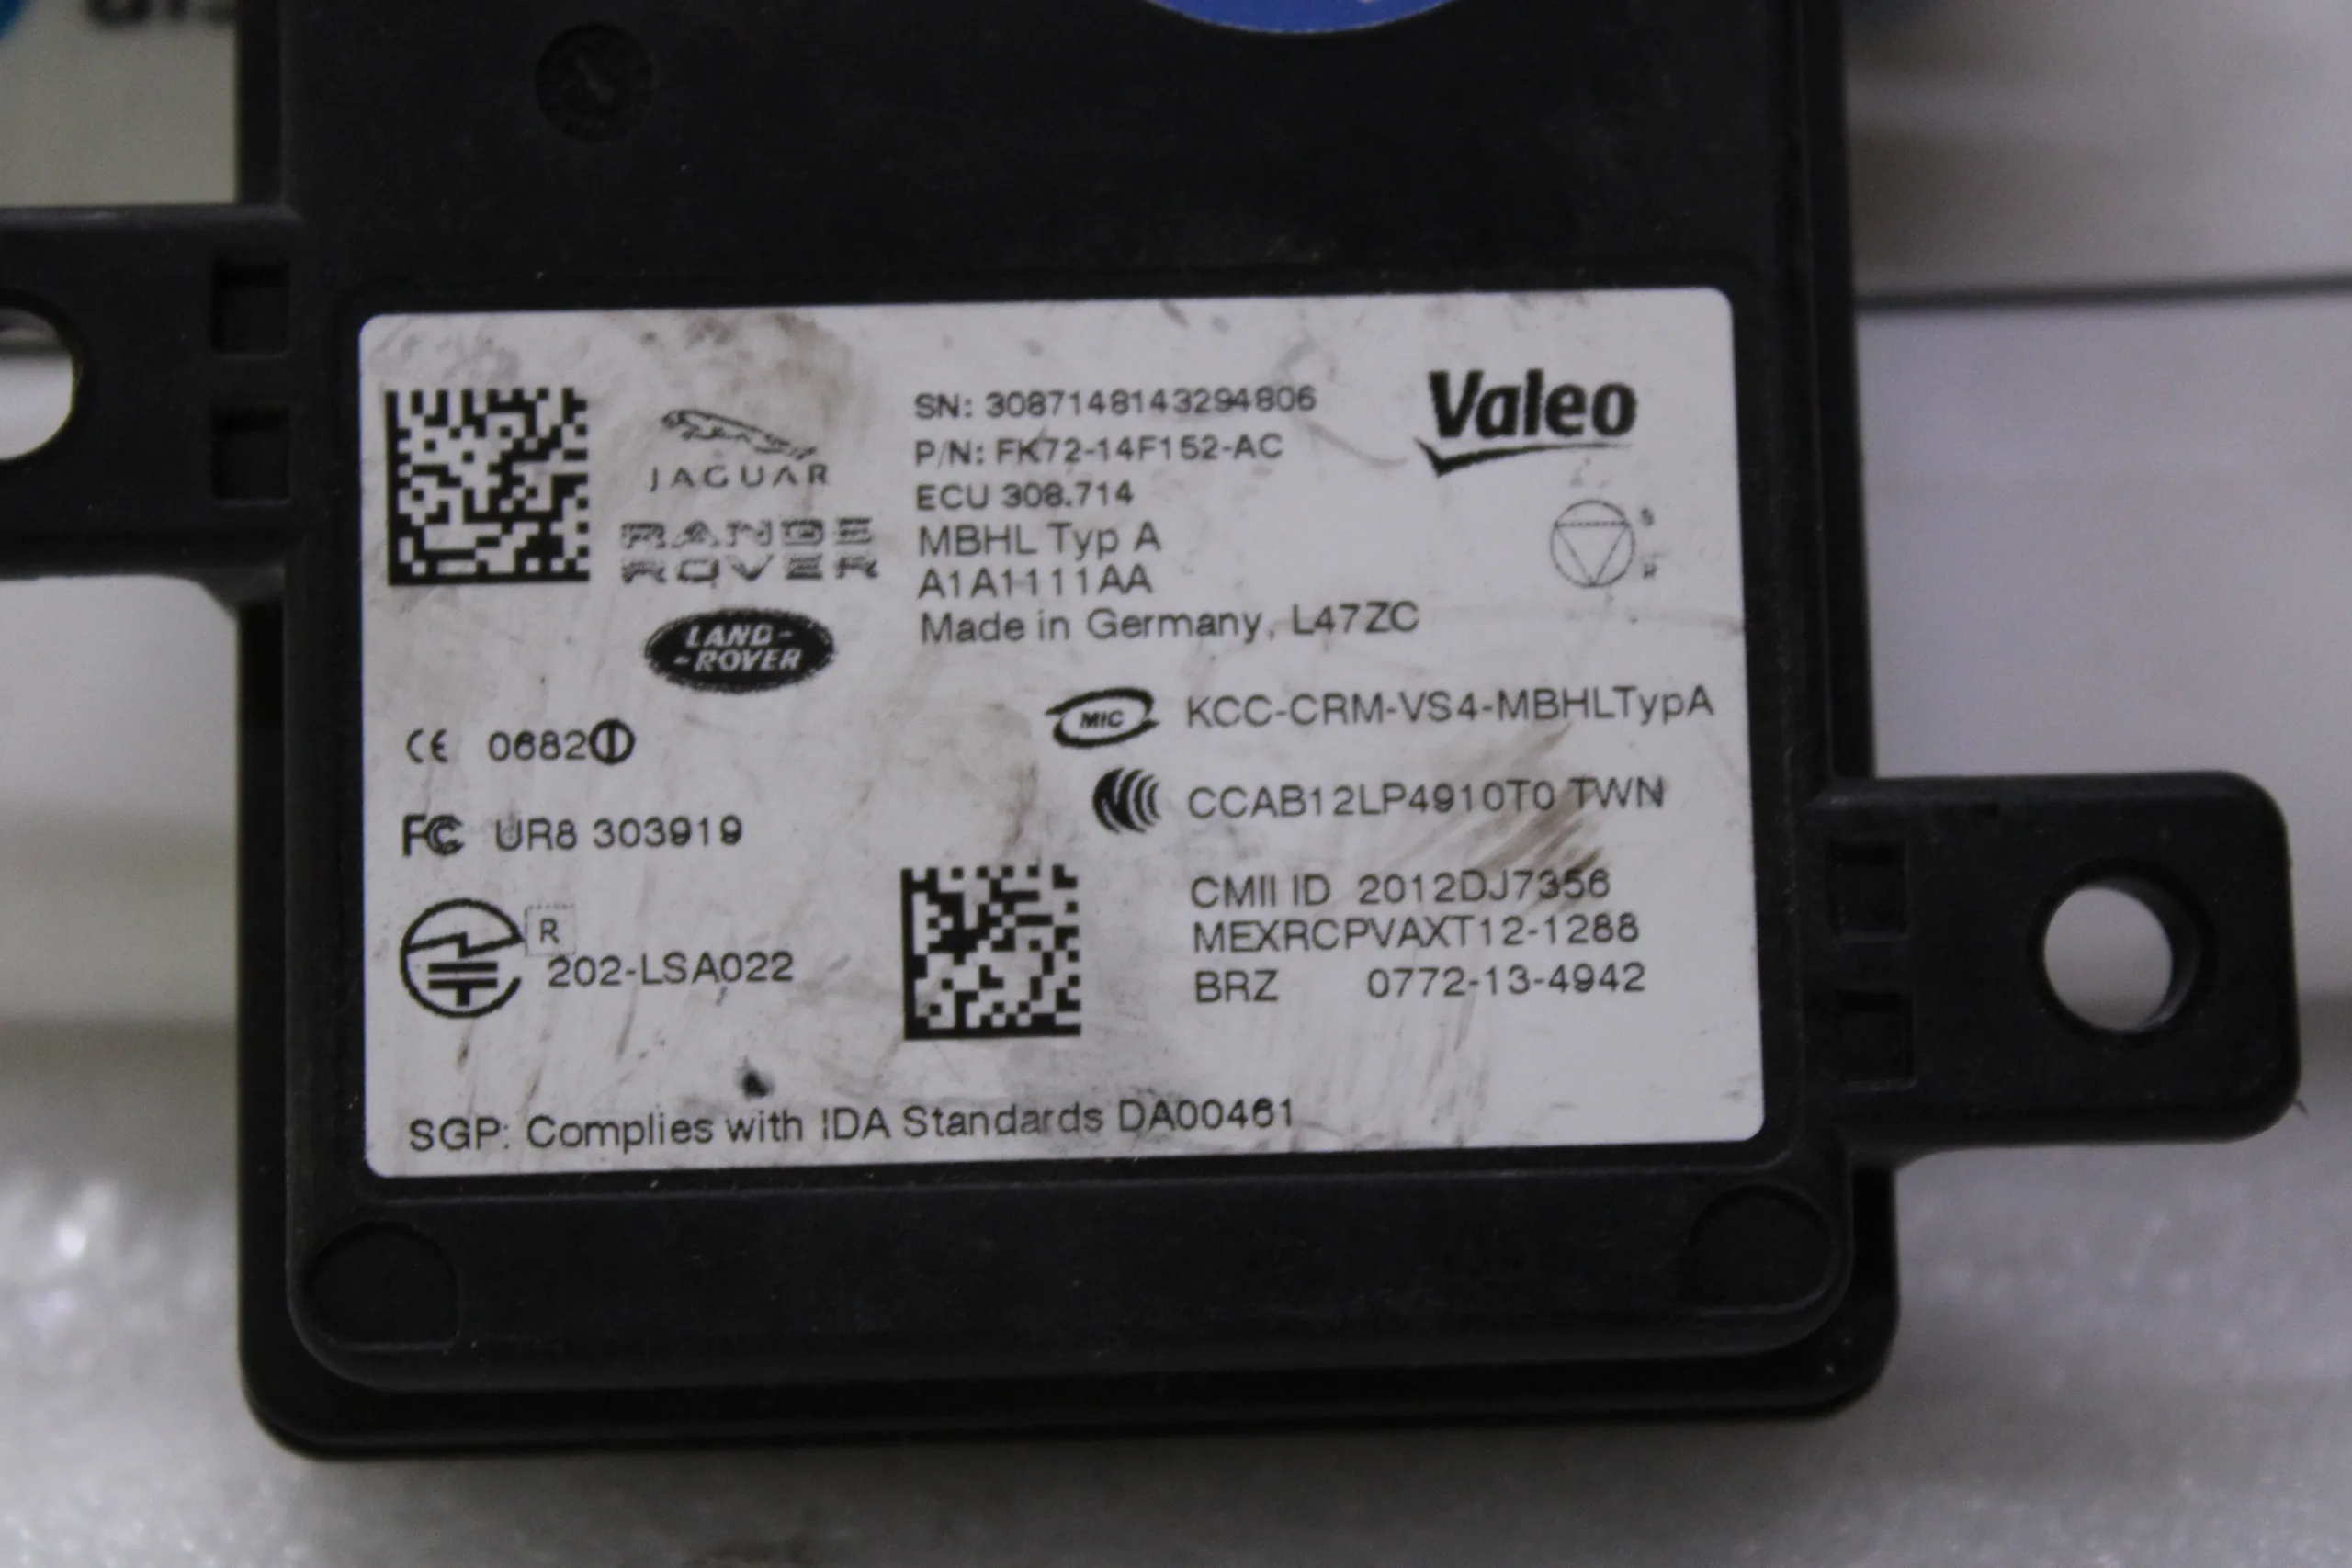 SN: 3087148143294806
P/N: FK72-14F152-AC
ECU 308.714
MBHL Typ A
A1A1111AA
Made in Germany, L47ZC
Valeo
S
R
JAGUAR
RANGE
ROVER
LAND-
-ROVER
CE 0682
FC UR8 303919
R
202-LSA022
MIC KCC-CRM-VS4-MBHLTypA
CCAB12LP4910T0 TWN
CMII ID 2012DJ7356
MEXRCPVAXT12-1288
BRZ 0772-13-4942
SGP: Complies with IDA Standards DA00461